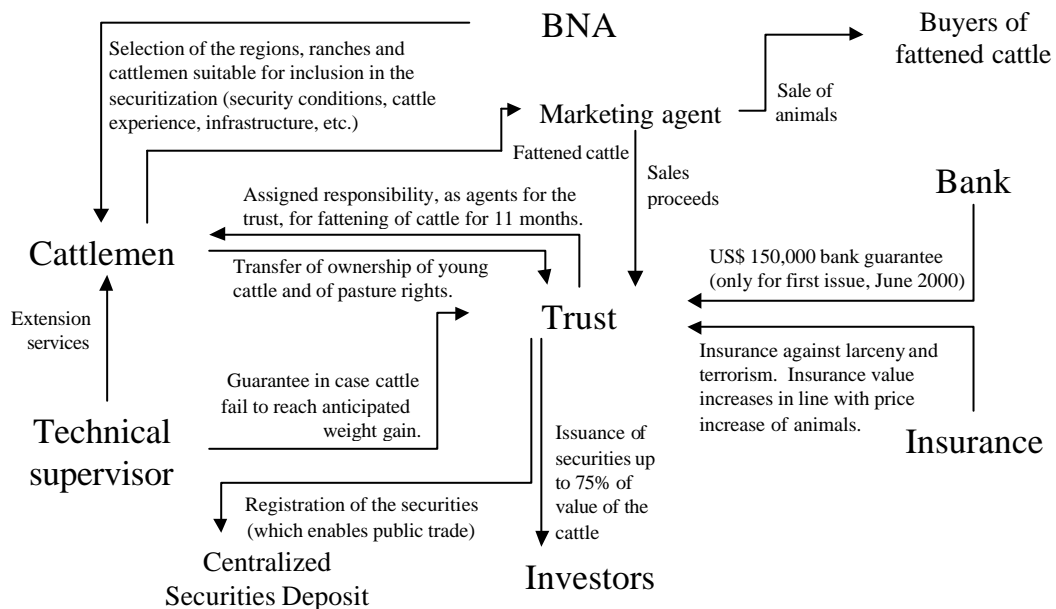 BNA
Buyers of
fattened cattle
Selection of the regions, ranches and
cattlemen suitable for inclusion in the
securitization (security conditions, cattle
experience, infrastructure, etc.)
Sale of
animals
Marketing agent
Fattened cattle
Sales
proceeds
Bank
Assigned responsibility, as agents for the
trust, for fattening of cattle for 11 months.
Cattlemen
Transfer of ownership of young
cattle and of pasture rights.
US$ 150,000 bank guarantee
(only for first issue, June 2000)
Trust
Extension
services
Insurance against larceny and
terrorism. Insurance value
increases in line with price
increase of animals.
Guarantee in case cattle
fail to reach anticipated
weight gain.
Technical
supervisor
Insurance
Issuance of
securities up
to 75% of
value of the
cattle
Registration of the securities
(which enables public trade)
Centralized
Securities Deposit
Investors